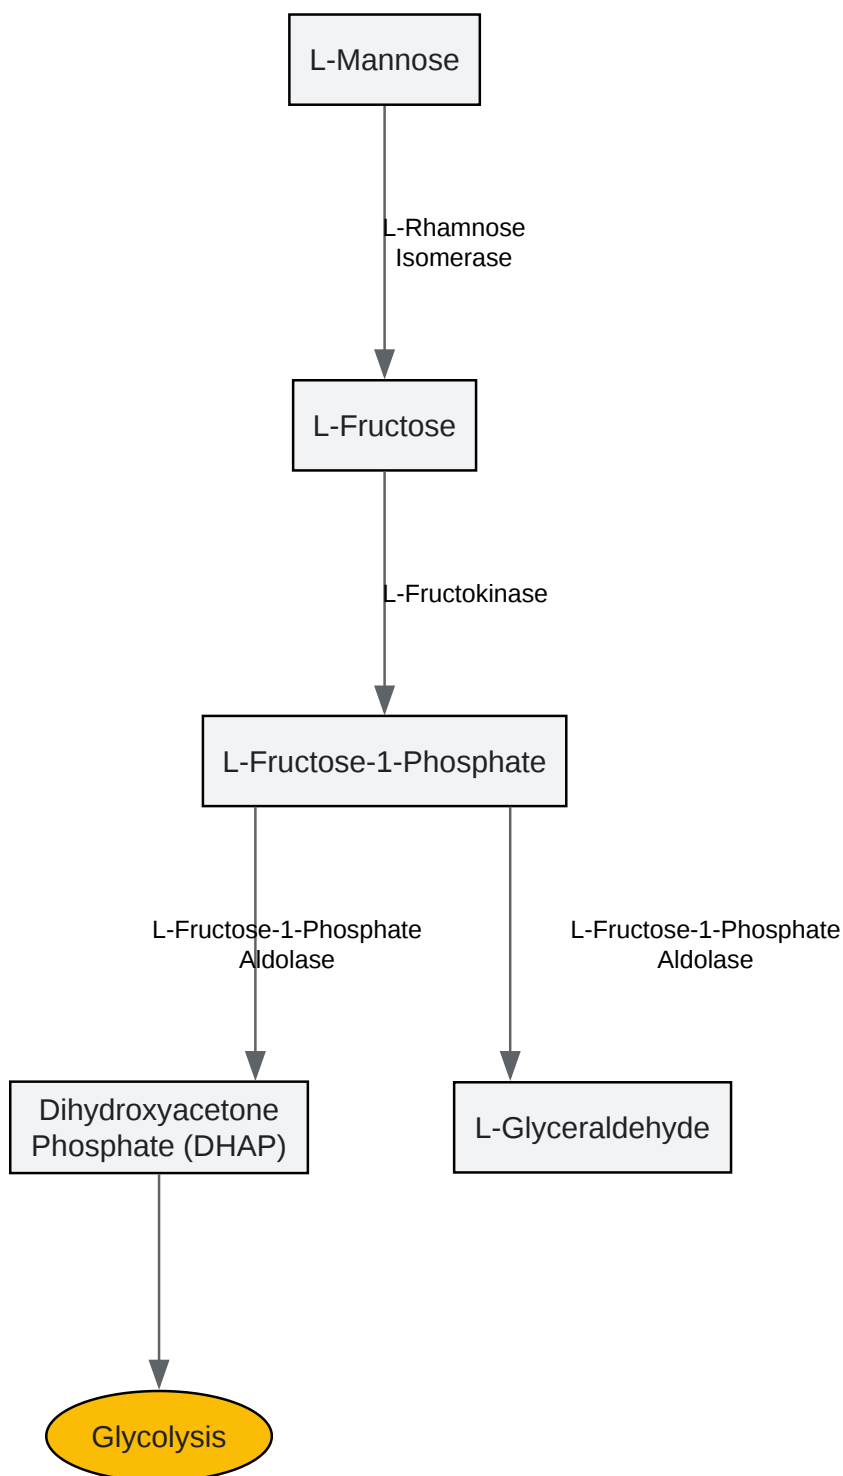 L-Mannose
L-Rhamnose
Isomerase
L-Fructose
L-Fructokinase
L-Fructose-1-Phosphate
L-Fructose-1-Phosphate
Aldolase
L-Fructose-1-Phosphate
Aldolase
Dihydroxyacetone
Phosphate (DHAP)
L-Glyceraldehyde
Glycolysis